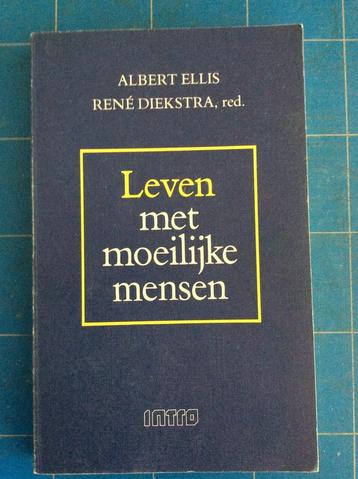 ALBERT ELLIS
RENÉ DIEKSTRA, red.
Leven
met
moeilijke
mensen
INTRO